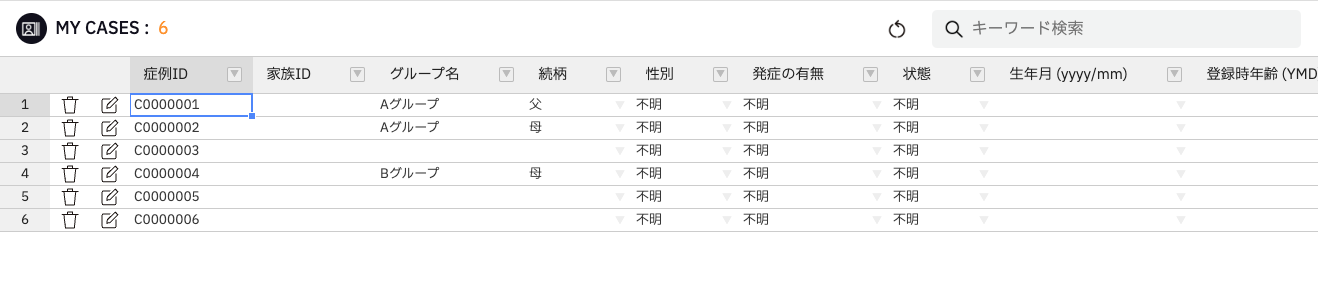 MY CASES : 6
キーワード検索
症例ID 家族ID グループ名 続柄 性別 発症の有無 状態 生年月 (yyyy/mm) 登録時年齢 (YMD
1 C0000001 Aグループ 父 不明 不明 不明
2 C0000002 Aグループ 母 不明 不明 不明
3 C0000003 不明 不明 不明
4 C0000004 Bグループ 母 不明 不明 不明
5 C0000005 不明 不明 不明
6 C0000006 不明 不明 不明